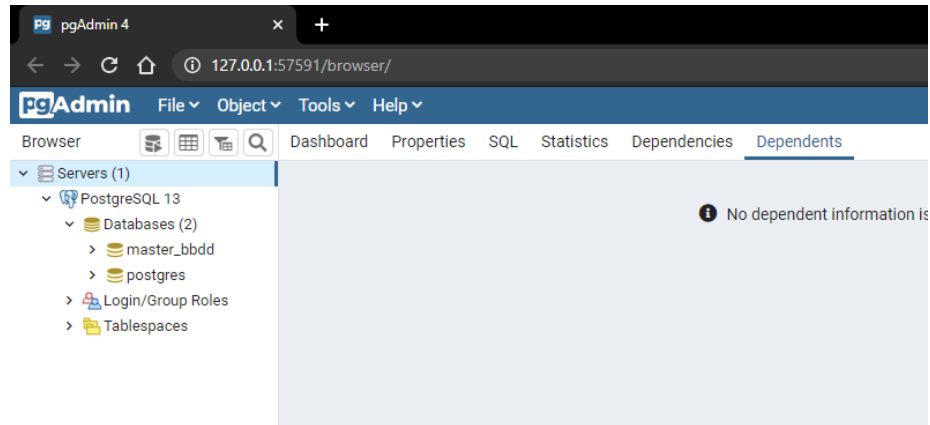 pgAdmin 4
127.0.0.1:57591/browser/
pgAdmin File Object Tools Help
Browser Dashboard Properties SQL Statistics Dependencies Dependents
Servers (1)
PostgreSQL 13
No dependent information is
Databases (2)
master_bbdd
postgres
Login/Group Roles
Tablespaces